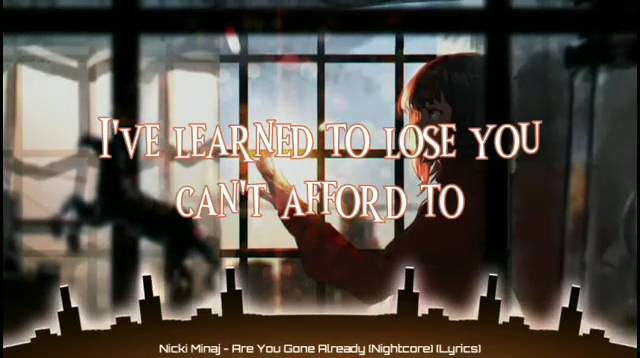 I'VE LEARNED TO LOSE YOU
CAN'T AFFORD TO
Nicki Minaj - Are You Gone Already (Nightcore) (Lyrics)